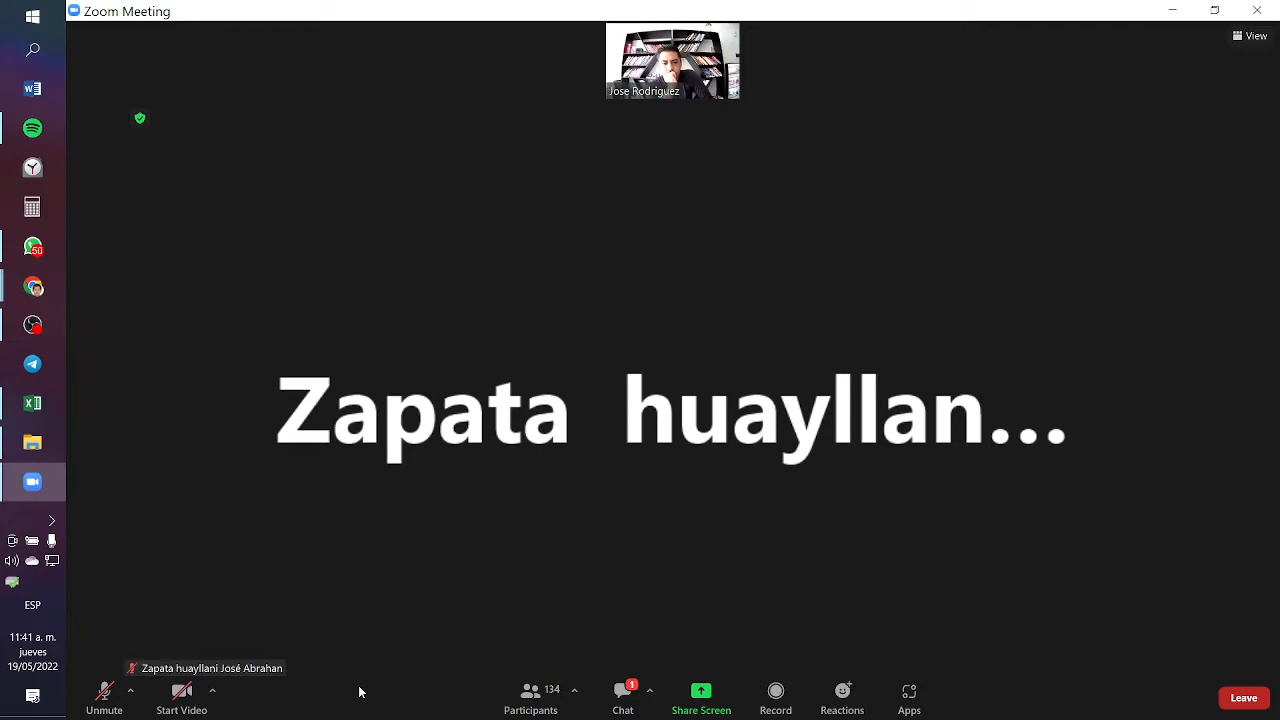 Zoom Meeting
View
Jose Rodriguez
50
Zapata huayllan...
ESP
11:41 a. m.
jueves
19/05/2022
Zapata huayllani José Abrahan
Unmute
Start Video
134
Participants
1
Chat
Share Screen
Record
Reactions
Apps
Leave